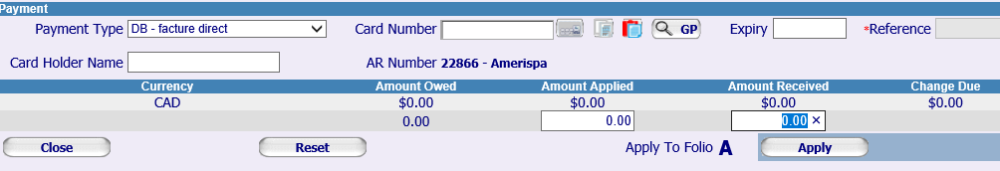 Payment
Payment Type DB - facture direct Card Number GP Expiry *Reference
Card Holder Name AR Number 22866 - Amerispa
Currency Amount Owed Amount Applied Amount Received Change Due
CAD $0.00 $0.00 $0.00 $0.00
0.00 0.00 0.00 ×
Close Reset Apply To Folio A Apply